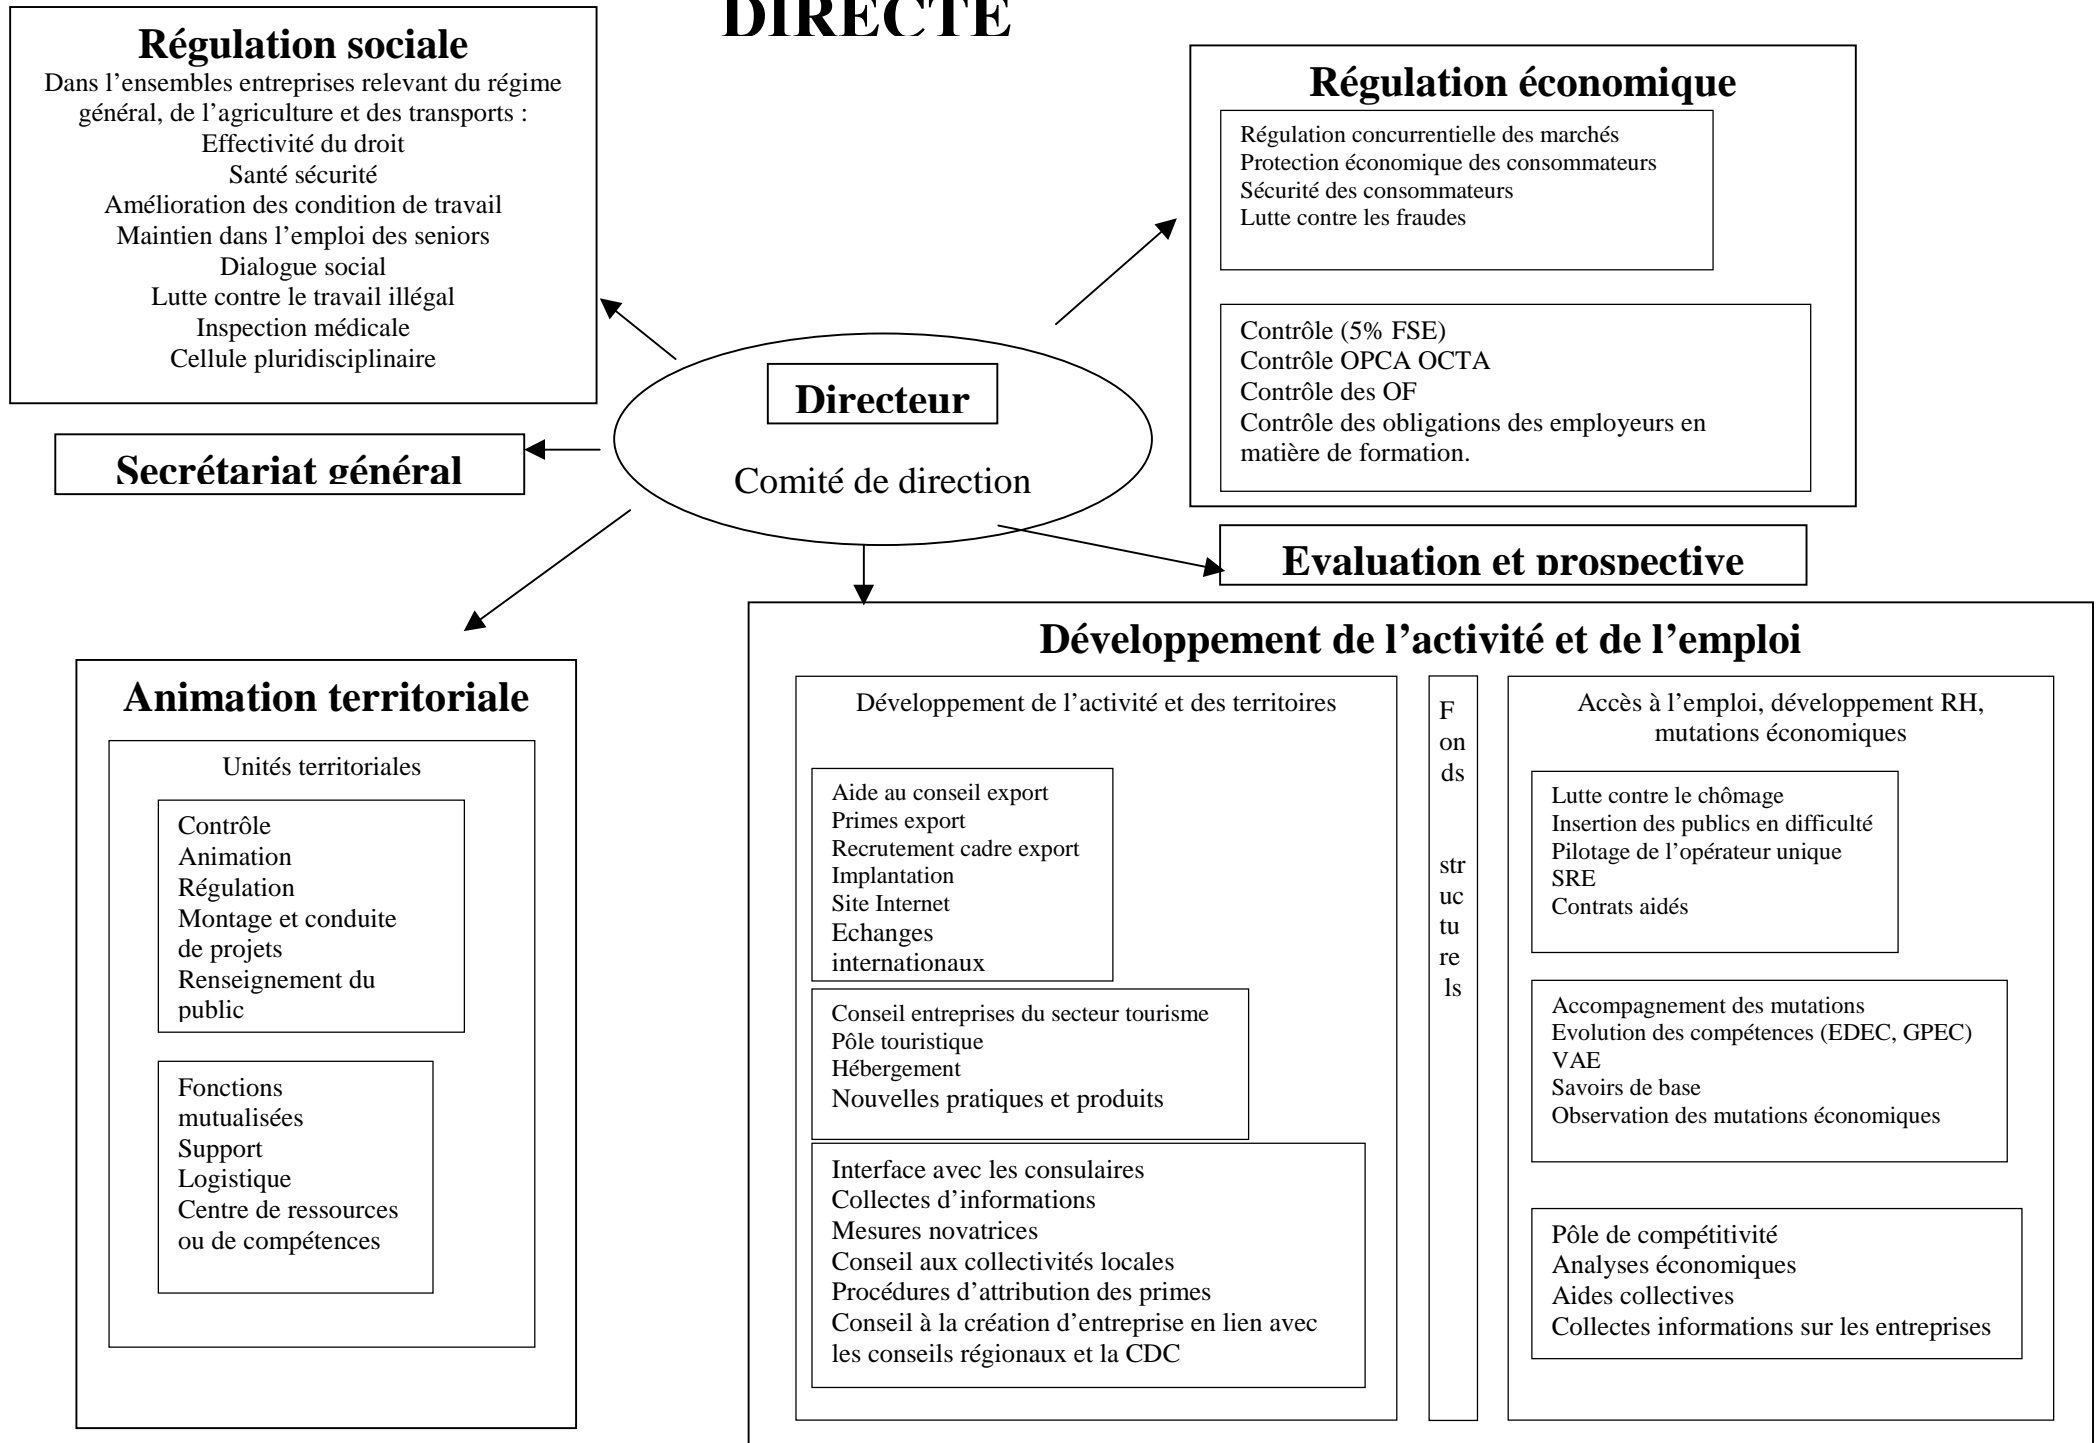 DIRECTE
Régulation sociale
Dans l’ensembles entreprises relevant du régime
général, de l’agriculture et des transports :
Effectivité du droit
Santé sécurité
Amélioration des condition de travail
Maintien dans l’emploi des seniors
Dialogue social
Lutte contre le travail illégal
Inspection médicale
Cellule pluridisciplinaire
Régulation économique
Régulation concurrentielle des marchés
Protection économique des consommateurs
Sécurité des consommateurs
Lutte contre les fraudes
Contrôle (5% FSE)
Contrôle OPCA OCTA
Contrôle des OF
Contrôle des obligations des employeurs en
matière de formation.
Directeur
Comité de direction
Secrétariat général
Evaluation et prospective
Animation territoriale
Unités territoriales
Contrôle
Animation
Régulation
Montage et conduite
de projets
Renseignement du
public
Fonctions
mutualisées
Support
Logistique
Centre de ressources
ou de compétences
Développement de l’activité et de l’emploi
Développement de l’activité et des territoires
Aide au conseil export
Primes export
Recrutement cadre export
Implantation
Site Internet
Echanges
internationaux
Conseil entreprises du secteur tourisme
Pôle touristique
Hébergement
Nouvelles pratiques et produits
Interface avec les consulaires
Collectes d’informations
Mesures novatrices
Conseil aux collectivités locales
Procédures d’attribution des primes
Conseil à la création d’entreprise en lien avec
les conseils régionaux et la CDC
F
on
ds
str
uc
tu
re
ls
Accès à l’emploi, développement RH,
mutations économiques
Lutte contre le chômage
Insertion des publics en difficulté
Pilotage de l’opérateur unique
SRE
Contrats aidés
Accompagnement des mutations
Evolution des compétences (EDEC, GPEC)
VAE
Savoirs de base
Observation des mutations économiques
Pôle de compétitivité
Analyses économiques
Aides collectives
Collectes informations sur les entreprises